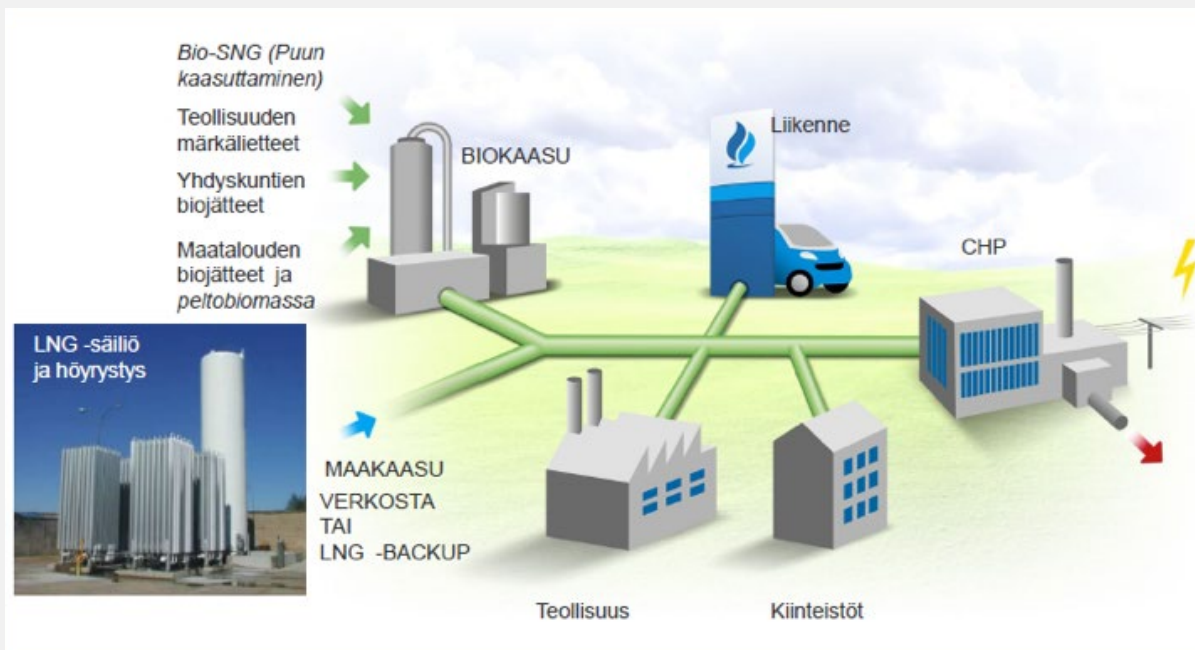 Bio-SNG (Puun
kaasuttaminen)
Teollisuuden
märkälietteet
Yhdyskuntien
biojätteet
Maatalouden
biojätteet ja
peltobiomassa
BIOKAASU
Liikenne
CHP
LNG -säiliö
ja höyrystys
MAAKAASU
VERKOSTA
TAI
LNG -BACKUP
Teollisuus
Kiinteistöt